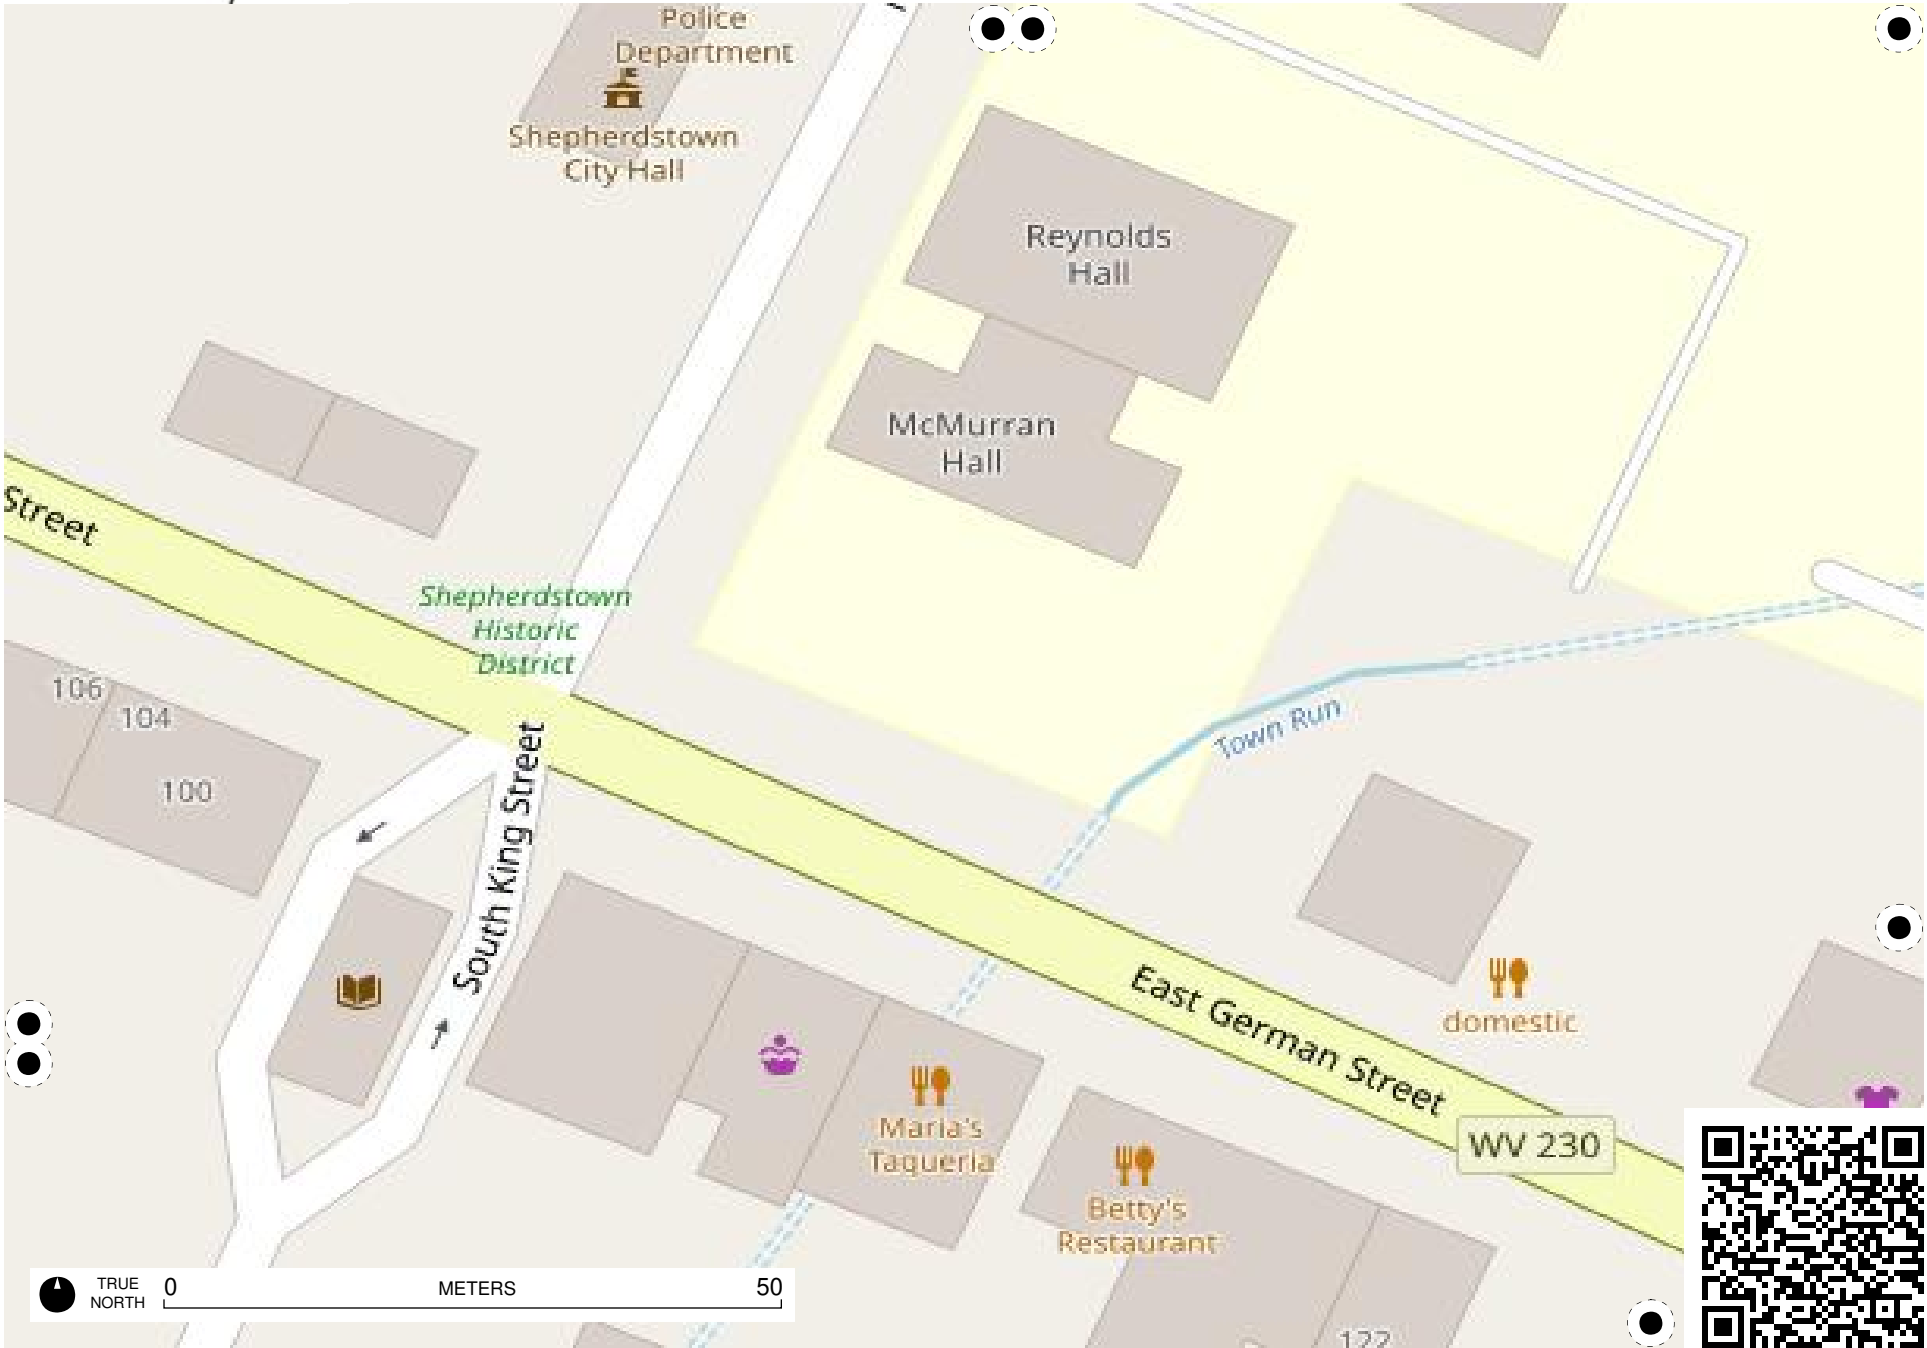 Police
Department
Shepherdstown
City Hall
Reynolds
Hall
McMurran
Hall
Street
Shepherdstown
Historic
District
106
104
100
South King Street
Town Run
East German Street
domestic
Maria's
Taqueria
WV 230
Betty's
Restaurant
TRUE
NORTH
0
METERS
50
122